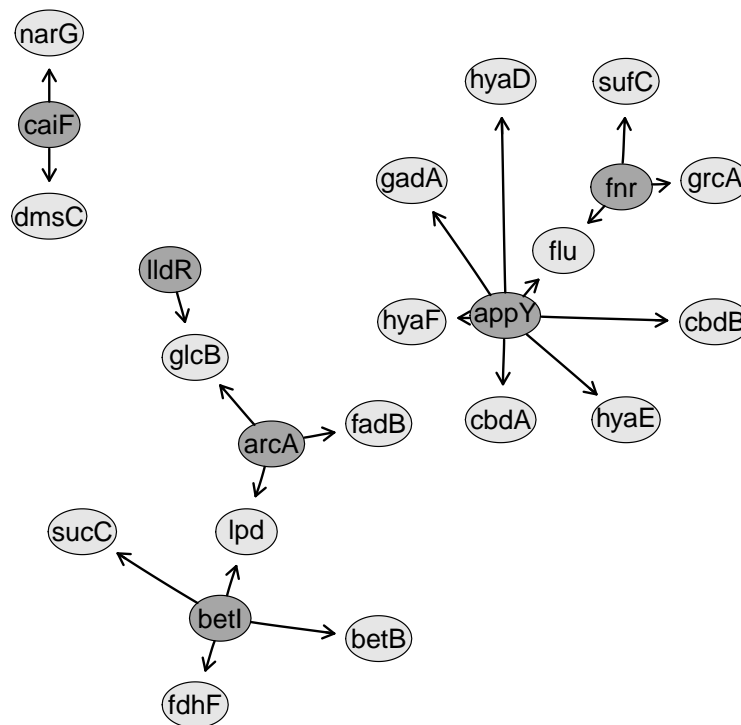 narG
hyaD
sufC
caiF
gadA
fnr
grcA
dmsC
flu
lldR
hyaF
appY
cbdB
glcB
fadB
cbdA
hyaE
arcA
sucC
lpd
betI
betB
fdhF